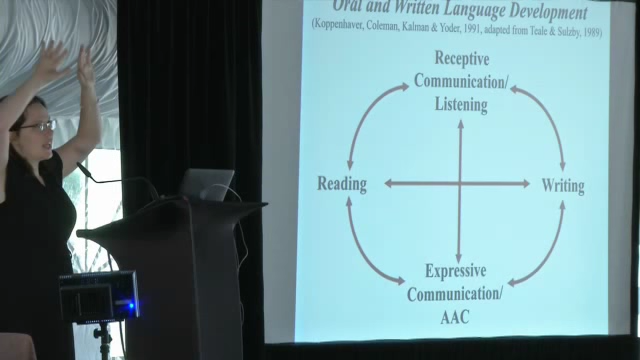 Oral and Written Language Development
(Koppenhaver, Coleman, Kalman & Yoder, 1991, adapted from Teale & Sulzby, 1989)
Receptive
Communication/
Listening
Reading
Writing
Expressive
Communication/
AAC